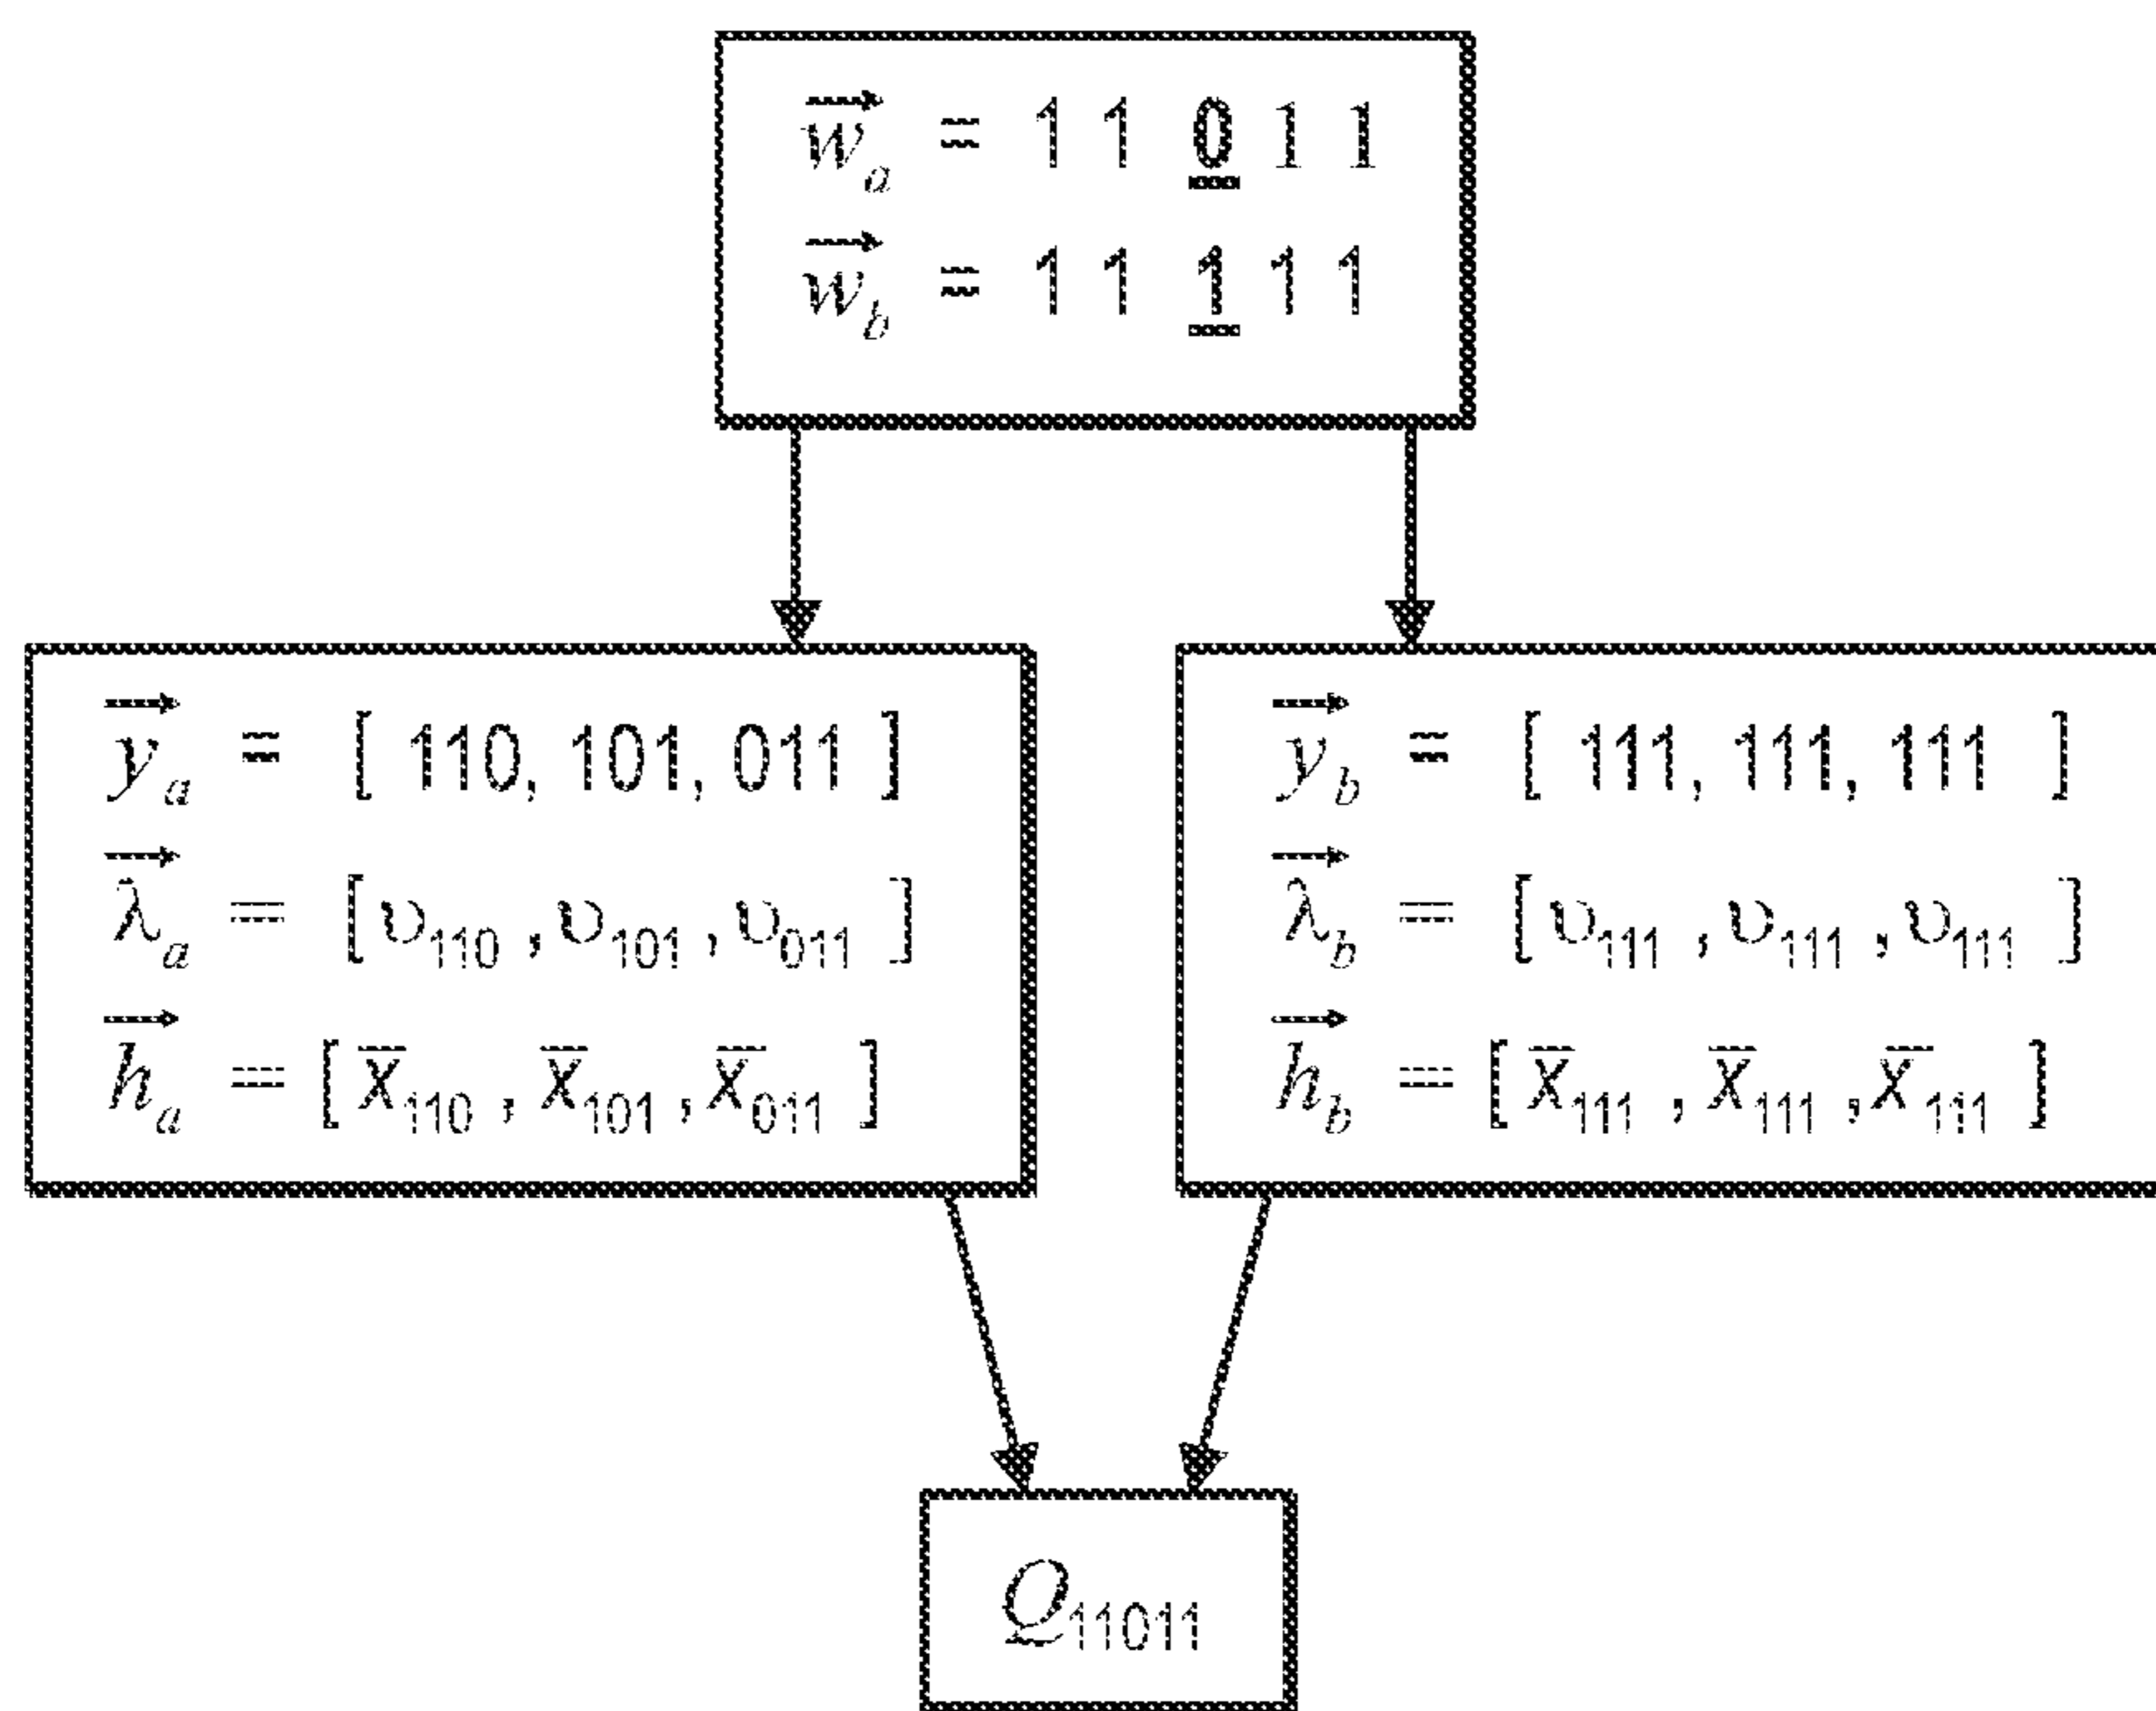 w_a = 1 1 0 1 1
w_b = 1 1 1 1 1
y_a = [ 110, 101, 011 ]
λ_a = [ υ_110 , υ_101 , υ_011 ]
h_a = [ x̄_110 , x̄_101 , x̄_011 ]
y_b = [ 111, 111, 111 ]
λ_b = [ υ_111 , υ_111 , υ_111 ]
h_b = [ x̄_111 , x̄_111 , x̄_111 ]
Q_11011